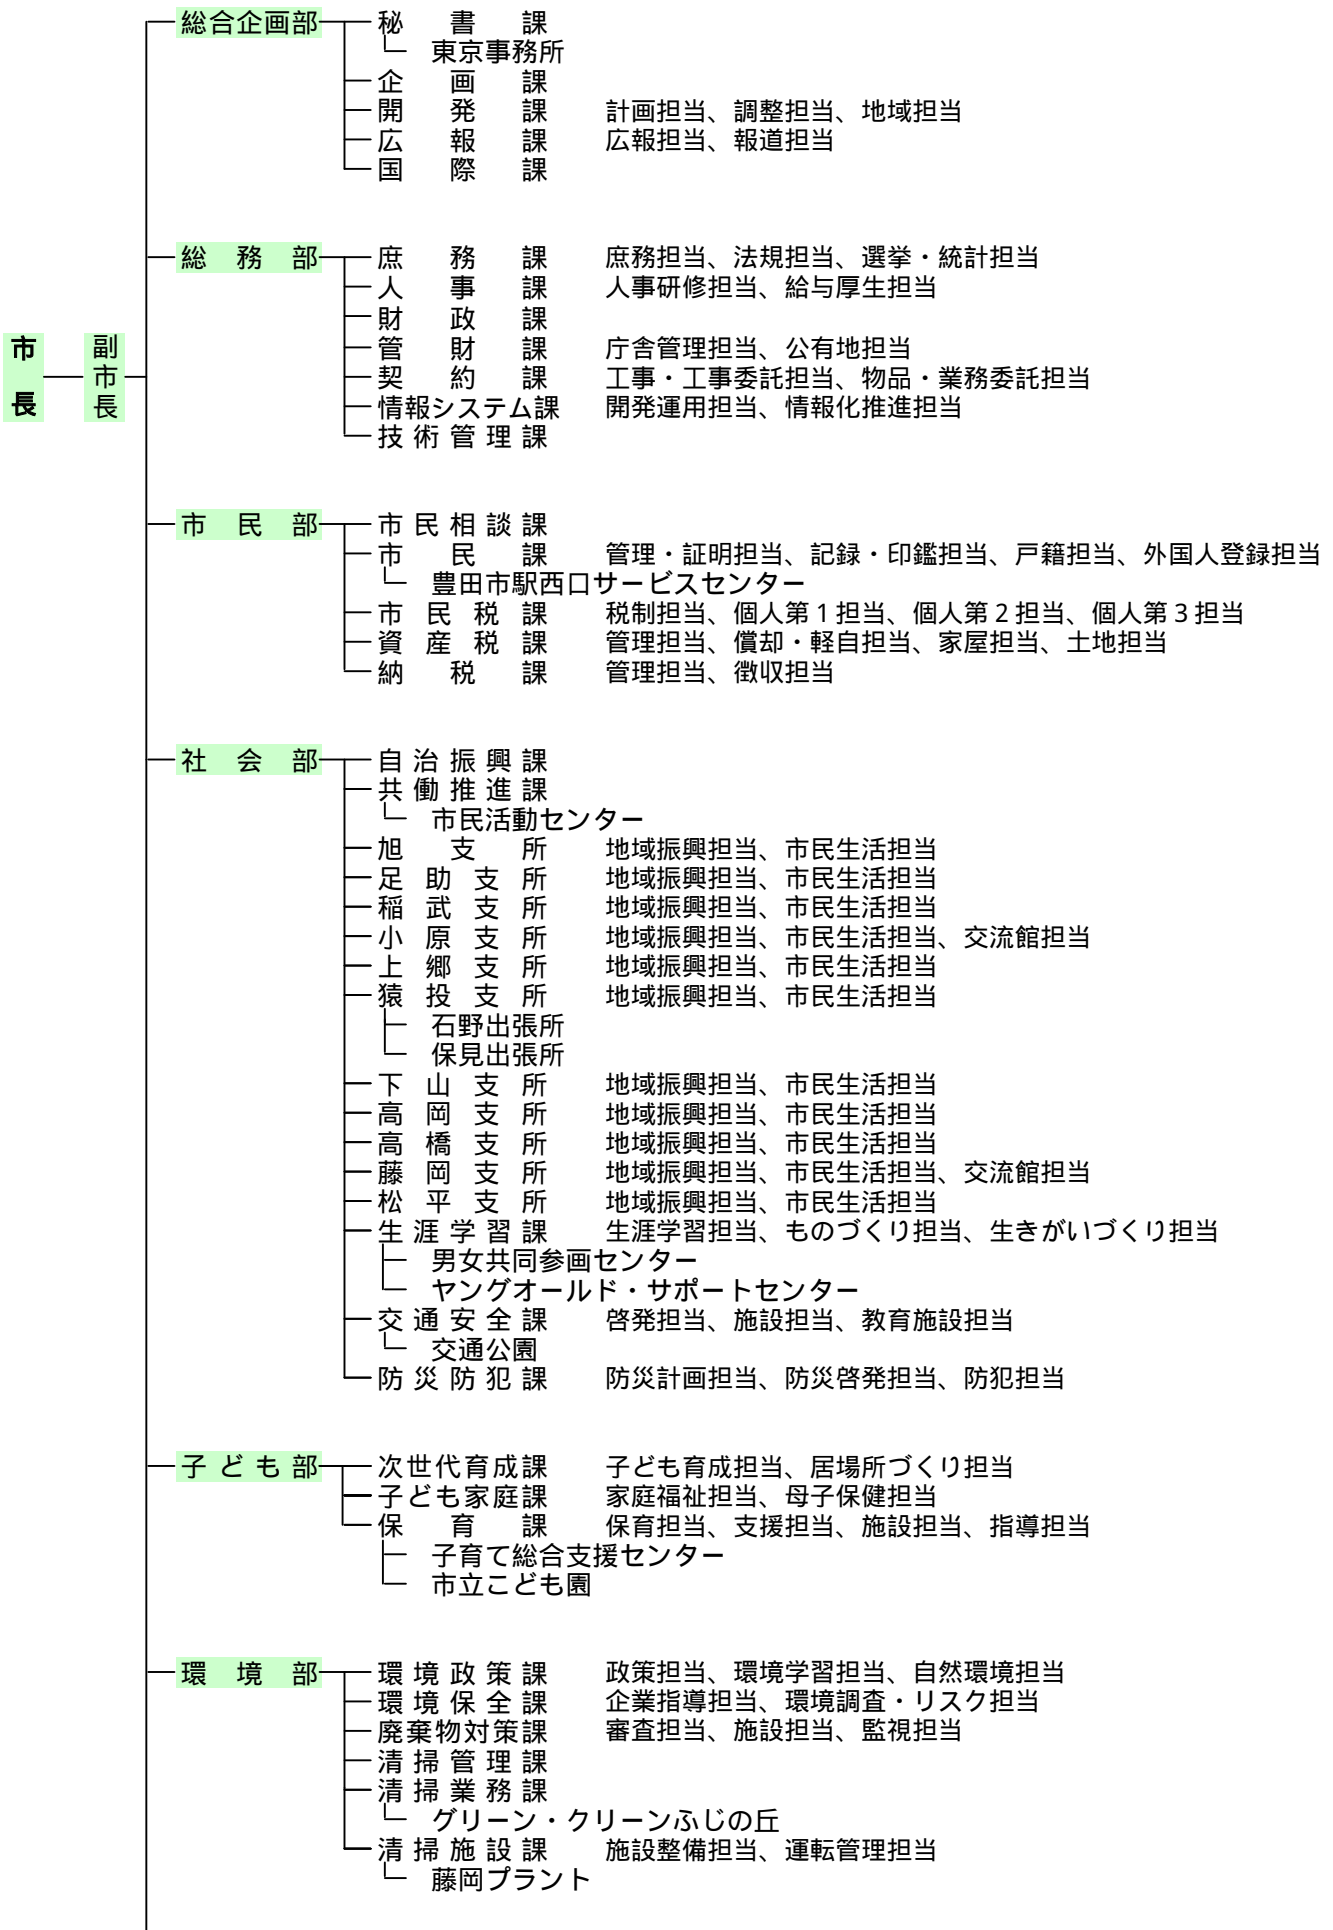 総合企画部 秘書課
東京事務所
企画課
開発課 計画担当、調整担当、地域担当
広報課 広報担当、報道担当
国際課
総務部 庶務課 庶務担当、法規担当、選挙・統計担当
人事課 人事研修担当、給与厚生担当
財政課
市長 副市長
管財課 庁舎管理担当、公有地担当
契約課 工事・工事委託担当、物品・業務委託担当
情報システム課 開発運用担当、情報化推進担当
技術管理課
市民部 市民相談課
市民課 管理・証明担当、記録・印鑑担当、戸籍担当、外国人登録担当
豊田市駅西口サービスセンター
市民税課 税制担当、個人第1担当、個人第2担当、個人第3担当
資産税課 管理担当、償却・軽自担当、家屋担当、土地担当
納税課 管理担当、徴収担当
社会部 自治振興課
共働推進課
市民活動センター
旭支所 地域振興担当、市民生活担当
足助支所 地域振興担当、市民生活担当
稲武支所 地域振興担当、市民生活担当
小原支所 地域振興担当、市民生活担当、交流館担当
上郷支所 地域振興担当、市民生活担当
猿投支所 地域振興担当、市民生活担当
石野出張所
保見出張所
下山支所 地域振興担当、市民生活担当
高岡支所 地域振興担当、市民生活担当
高橋支所 地域振興担当、市民生活担当
藤岡支所 地域振興担当、市民生活担当、交流館担当
松平支所 地域振興担当、市民生活担当
生涯学習課 生涯学習担当、ものづくり担当、生きがいづくり担当
男女共同参画センター
ヤングオールド・サポートセンター
交通安全課 啓発担当、施設担当、教育施設担当
交通公園
防災防犯課 防災計画担当、防災啓発担当、防犯担当
子ども部 次世代育成課 子ども育成担当、居場所づくり担当
子ども家庭課 家庭福祉担当、母子保健担当
保育課 保育担当、支援担当、施設担当、指導担当
子育て総合支援センター
市立こども園
環境部 環境政策課 政策担当、環境学習担当、自然環境担当
環境保全課 企業指導担当、環境調査・リスク担当
廃棄物対策課 審査担当、施設担当、監視担当
清掃管理課
清掃業務課
グリーン・クリーンふじの丘
清掃施設課 施設整備担当、運転管理担当
藤岡プラント